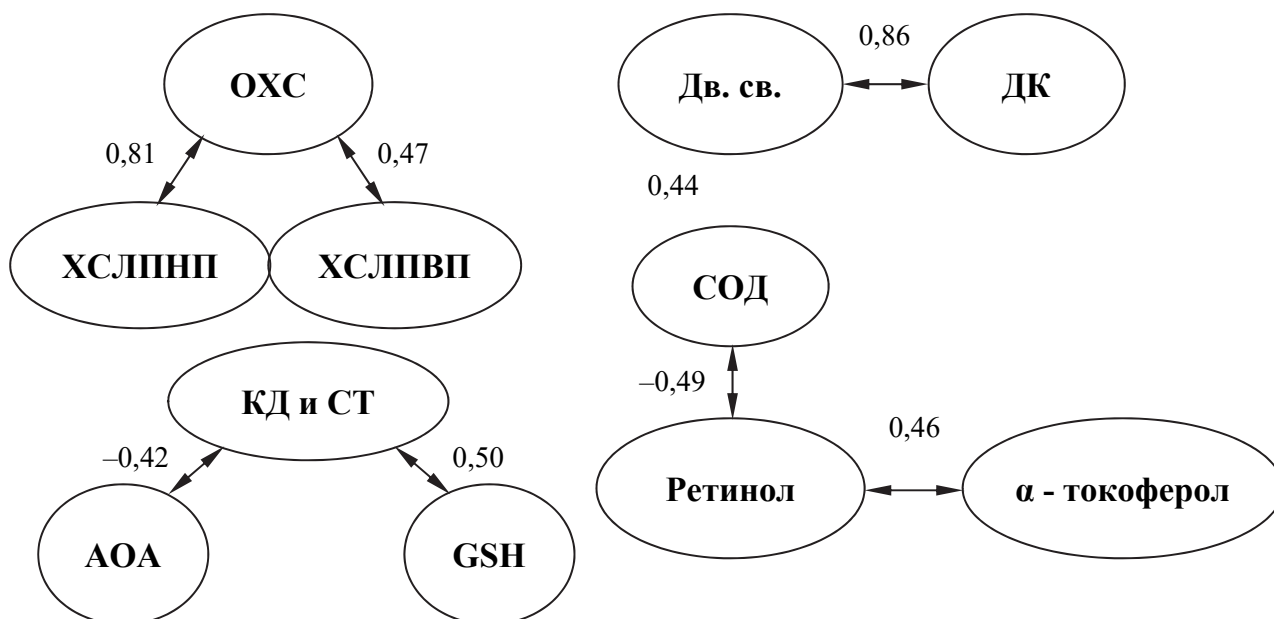 ОХС
0,81
0,47
ХСЛПНП
ХСЛПВП
КД и СТ
–0,42
0,50
АОА
GSH
Дв. св.
0,86
ДК
0,44
СОД
–0,49
Ретинол
0,46
α - токоферол